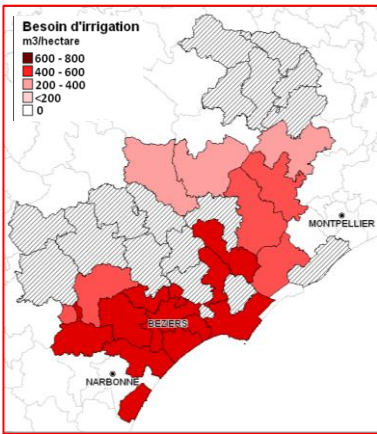 Besoin d'irrigation
m3/hectare
600 - 800
400 - 600
200 - 400
<200
0
MONTPELLIER
BEZIERS
NARBONNE